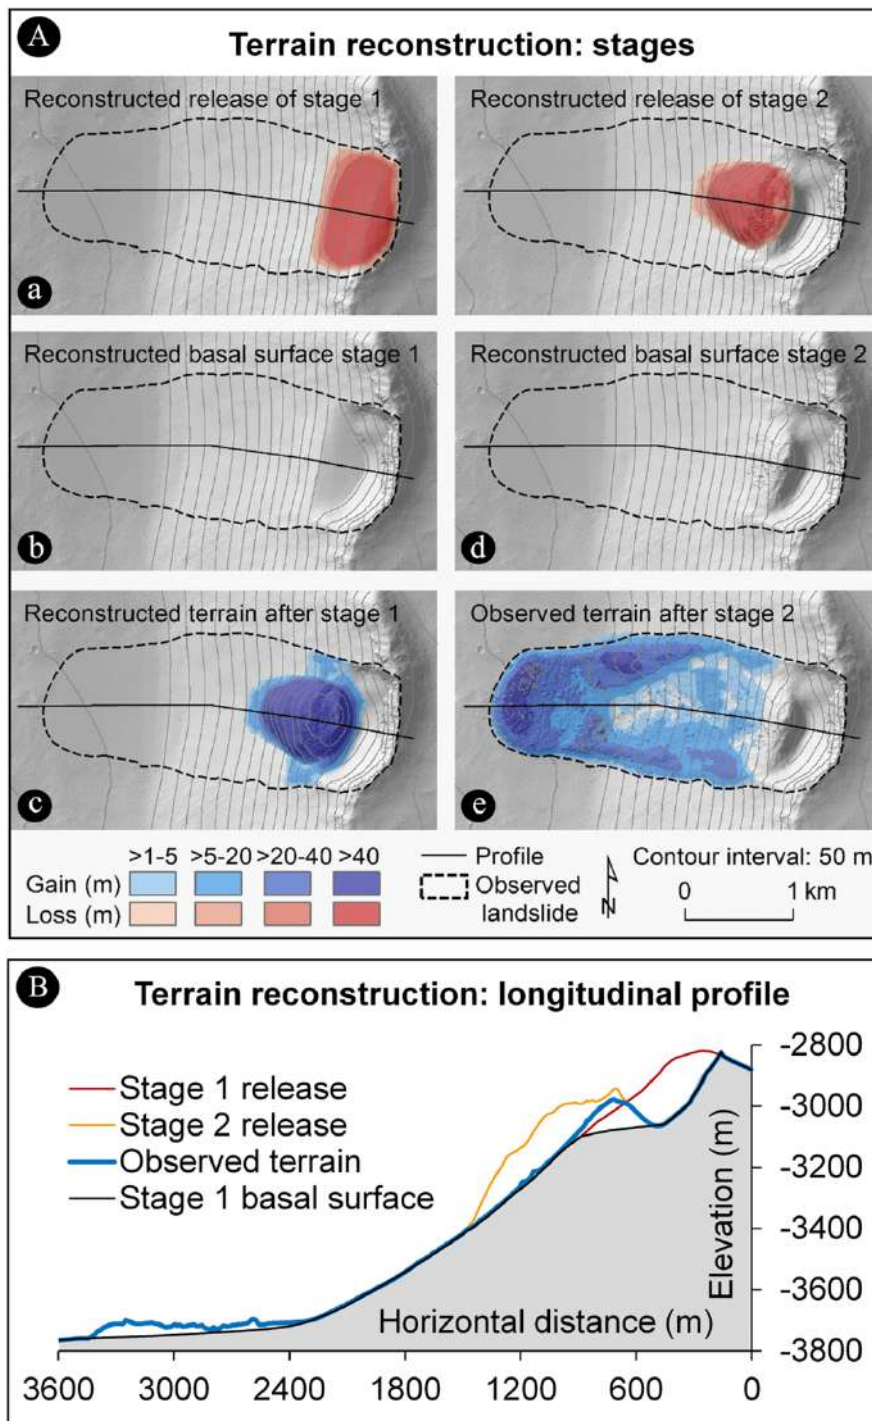 A
Terrain reconstruction: stages
Reconstructed release of stage 1
Reconstructed release of stage 2
a
Reconstructed basal surface stage 1
Reconstructed basal surface stage 2
b
d
Reconstructed terrain after stage 1
Observed terrain after stage 2
c
e
>1-5 >5-20 >20-40 >40
Gain (m)
Loss (m)
Profile
Observed
landslide
N
Contour interval: 50 m
0 1 km
B
Terrain reconstruction: longitudinal profile
Stage 1 release
Stage 2 release
Observed terrain
Stage 1 basal surface
-2800
-3000
-3200
-3400
-3600
-3800
Elevation (m)
Horizontal distance (m)
3600 3000 2400 1800 1200 600 0